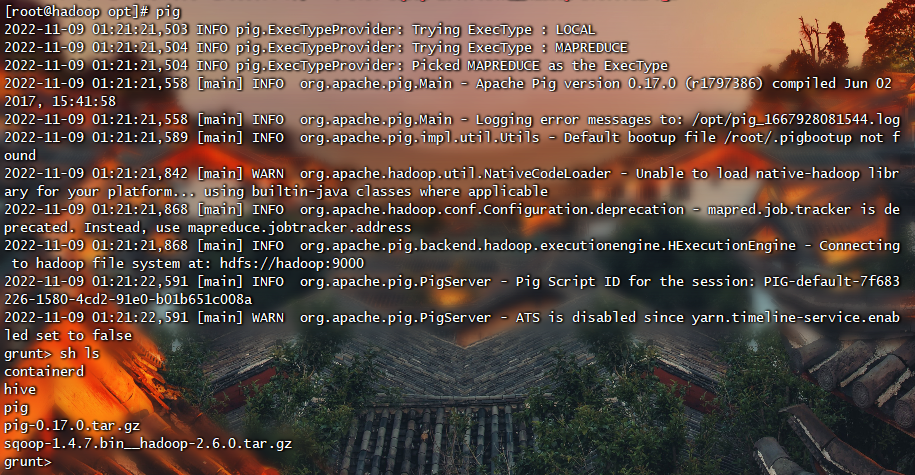 [root@hadoop opt]# pig
2022-11-09 01:21:21,503 INFO pig.ExecTypeProvider: Trying ExecType : LOCAL
2022-11-09 01:21:21,504 INFO pig.ExecTypeProvider: Trying ExecType : MAPREDUCE
2022-11-09 01:21:21,504 INFO pig.ExecTypeProvider: Picked MAPREDUCE as the ExecType
2022-11-09 01:21:21,558 [main] INFO  org.apache.pig.Main - Apache Pig version 0.17.0 (r1797386) compiled Jun 02
2017, 15:41:58
2022-11-09 01:21:21,558 [main] INFO  org.apache.pig.Main - Logging error messages to: /opt/pig_1667928081544.log
2022-11-09 01:21:21,589 [main] INFO  org.apache.pig.impl.util.Utils - Default bootup file /root/.pigbootup not f
ound
2022-11-09 01:21:21,842 [main] WARN  org.apache.hadoop.util.NativeCodeLoader - Unable to load native-hadoop libr
ary for your platform... using builtin-java classes where applicable
2022-11-09 01:21:21,868 [main] INFO  org.apache.hadoop.conf.Configuration.deprecation - mapred.job.tracker is de
precated. Instead, use mapreduce.jobtracker.address
2022-11-09 01:21:21,868 [main] INFO  org.apache.pig.backend.hadoop.executionengine.HExecutionEngine - Connecting
 to hadoop file system at: hdfs://hadoop:9000
2022-11-09 01:21:22,591 [main] INFO  org.apache.pig.PigServer - Pig Script ID for the session: PIG-default-7f683
226-1580-4cd2-91e0-b01b651c008a
2022-11-09 01:21:22,591 [main] WARN  org.apache.pig.PigServer - ATS is disabled since yarn.timeline-service.enab
led set to false
grunt> sh ls
containerd
hive
pig
pig-0.17.0.tar.gz
sqoop-1.4.7.bin__hadoop-2.6.0.tar.gz
grunt>